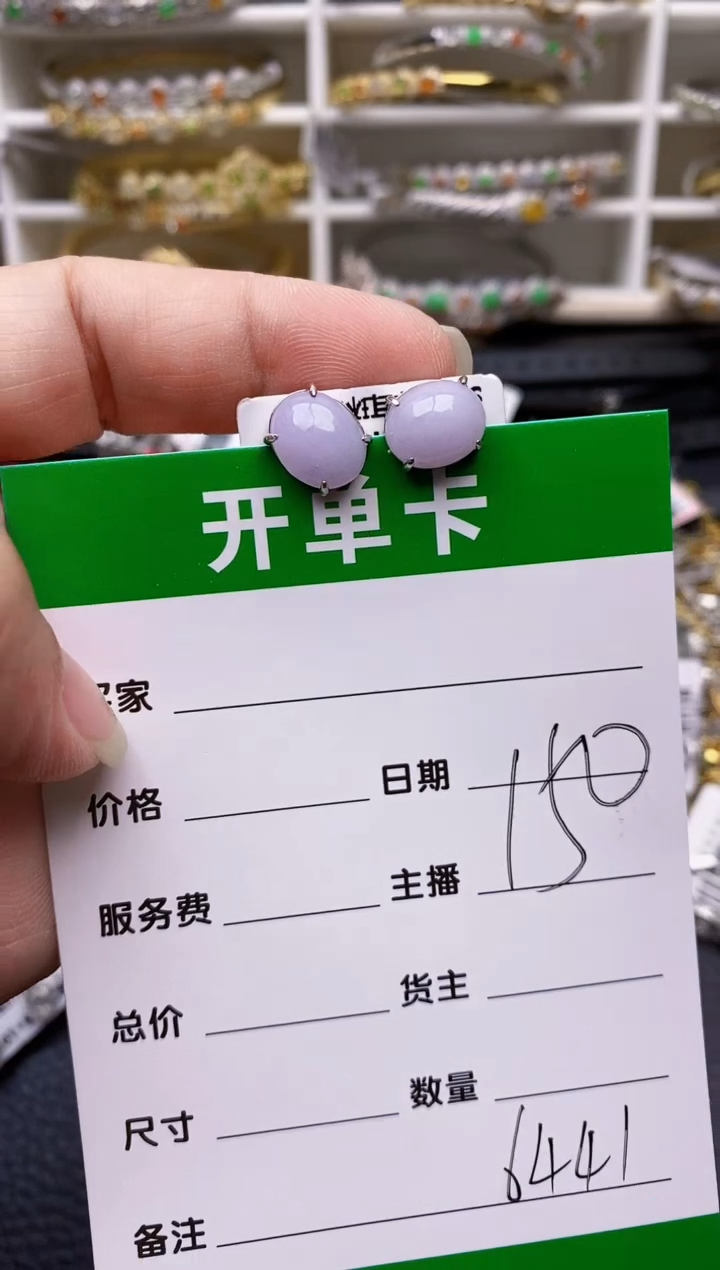 开单卡
买家
价格 日期 150
服务费 主播
总价 货主
尺寸 数量
备注 6441